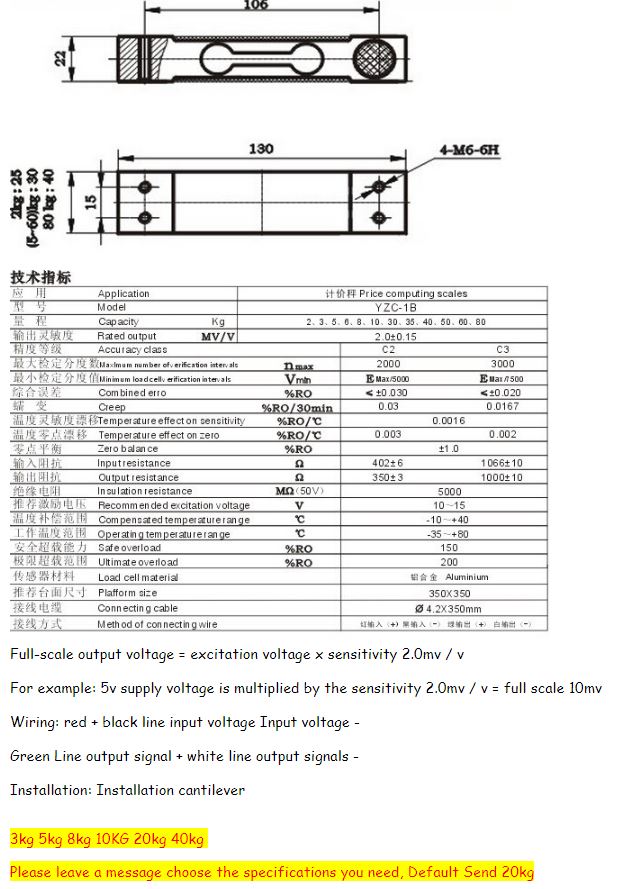 106
22
130
4-M6-6H
2kg : 25
(5~60)kg : 30
80 kg : 40
15
技术指标
应 用 Application 计价秤 Price computing scales
型 号 Model YZC-1B
量 程 Capacity Kg 2. 3. 5. 6. 8. 10. 30. 35. 40. 50. 60. 80
输出灵敏度 Rated output MV/V 2.0±0.15
精度等级 Accuracy class C2 C3
最大检定分度数 Maximum number of verification intervals n max 2000 3000
最小检定分度值 Minimum load cell verification intervals V min E Max/5000 E Max/7500
综合误差 Combined erro %RO ≤±0.030 ≤±0.020
蠕 变 Creep %RO/30min 0.03 0.0167
温度灵敏度漂移 Temperature effect on sensitivity %RO/℃ 0.0016
温度零点漂移 Temperature effect on zero %RO/℃ 0.003 0.002
零点平衡 Zero balance %RO ±1.0
输入阻抗 Input resistance Ω 402±6 1066±10
输出阻抗 Output resistance Ω 350±3 1000±10
绝缘电阻 Insulation resistance MΩ(50V) 5000
推荐激励电压 Recommended excitation voltage V 10~15
温度补偿范围 Compensated temperature range ℃ -10~+40
工作温度范围 Operating temperature range ℃ -35~+80
安全超载能力 Safe overload %RO 150
极限超载范围 Ultimate overload %RO 200
传感器材料 Load cell material 铝合金 Aluminium
推荐台面尺寸 Plafform size 350X350
接线电缆 Connecting cable Ø 4.2X350mm
接线方式 Method of connecting wire 红输入 (+) 黑输入 (-) 绿输出 (+) 白输出 (-)
Full-scale output voltage = excitation voltage x sensitivity 2.0mv / v
For example: 5v supply voltage is multiplied by the sensitivity 2.0mv / v = full scale 10mv
Wiring: red + black line input voltage Input voltage -
Green Line output signal + white line output signals -
Installation: Installation cantilever
3kg 5kg 8kg 10KG 20kg 40kg
Please leave a message choose the specifications you need, Default Send 20kg